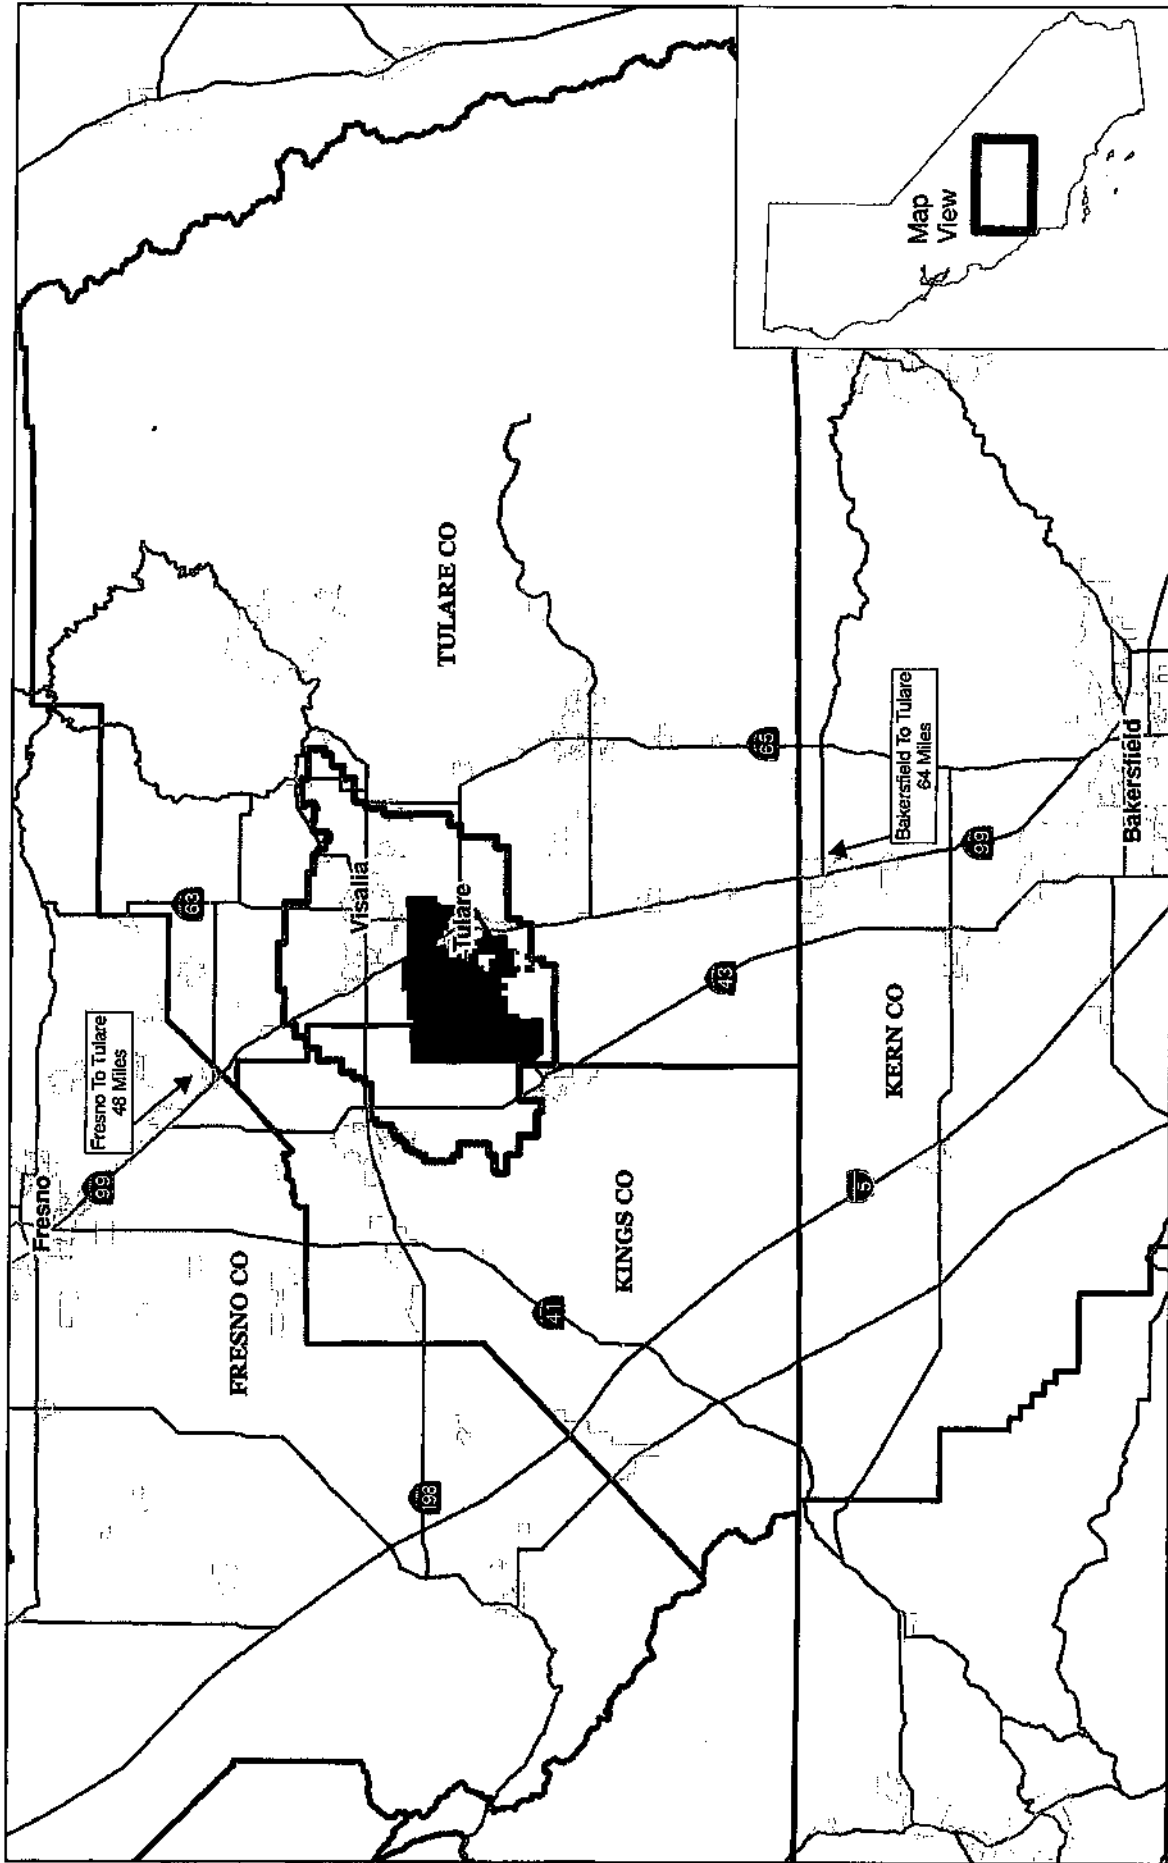 Fresno
99
Fresno To Tulare
48 Miles
63
FRESNO CO
Visalia
Tulare
TULARE CO
198
41
KINGS CO
43
65
5
KERN CO
99
Bakersfield To Tulare
64 Miles
Bakersfield
Map
View